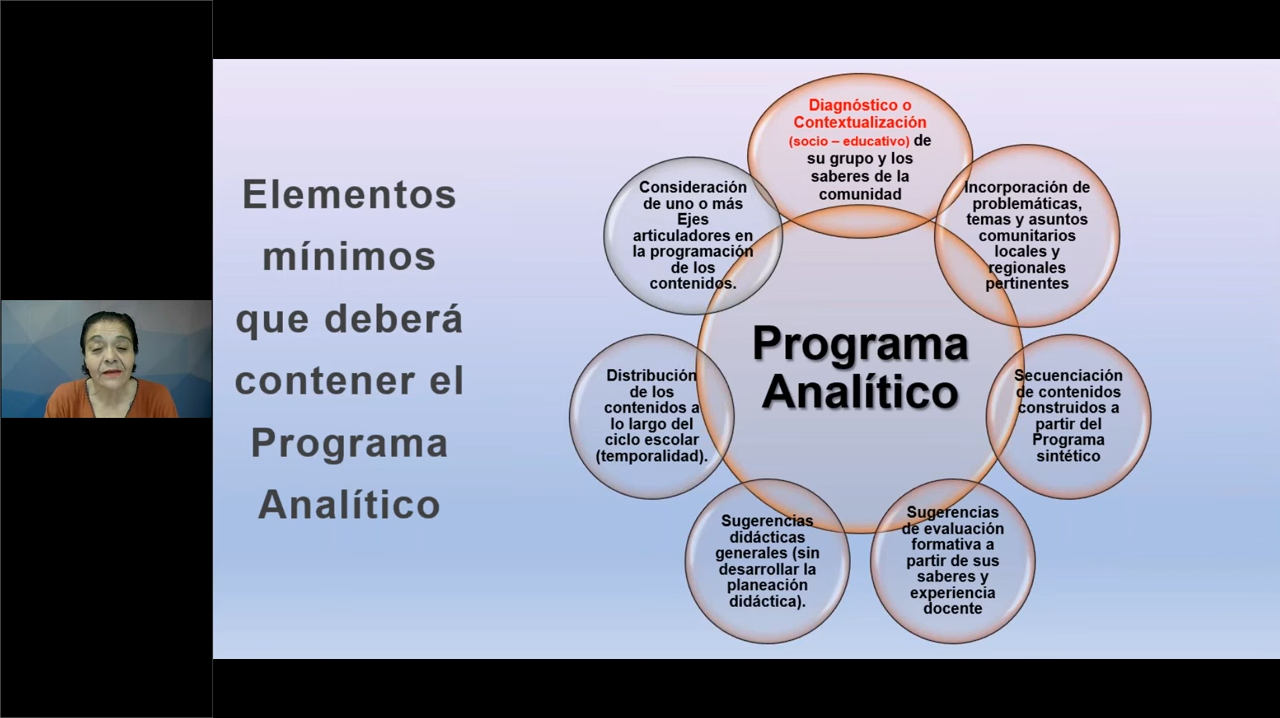 Elementos
mínimos
que deberá
contener el
Programa
Analítico
Diagnóstico o
Contextualización
(socio – educativo) de
su grupo y los
saberes de la
comunidad
Incorporación de
problemáticas,
temas y asuntos
comunitarios
locales y
regionales
pertinentes
Secuenciación
de contenidos
construidos a
partir del
Programa
sintético
Sugerencias
de evaluación
formativa a
partir de sus
saberes y
experiencia
docente
Sugerencias
didácticas
generales (sin
desarrollar la
planeación
didáctica).
Distribución
de los
contenidos a
lo largo del
ciclo escolar
(temporalidad).
Consideración
de uno o más
Ejes
articuladores en
la programación
de los
contenidos.
Programa
Analítico